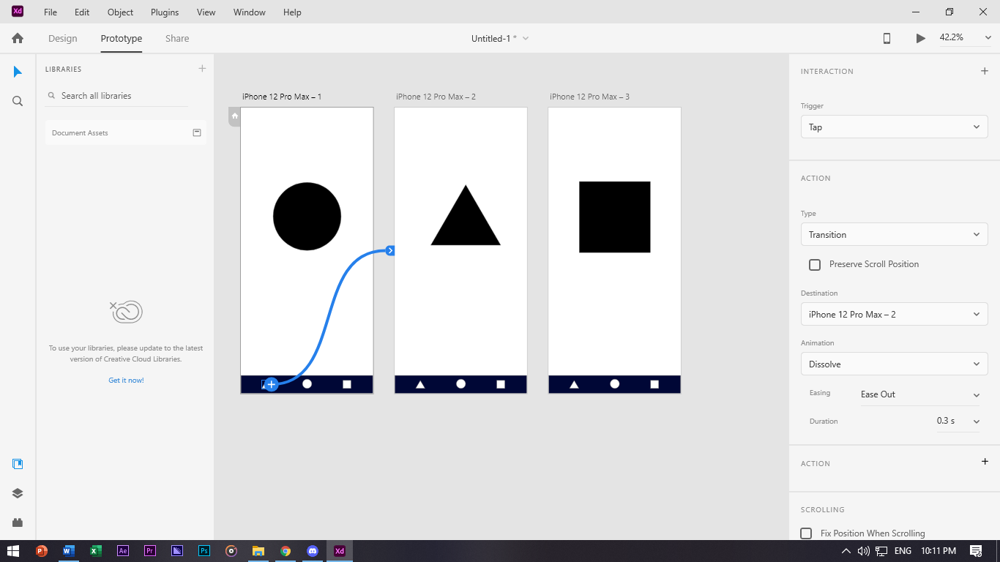 Xd File Edit Object Plugins View Window Help
Design Prototype Share Untitled-1 * 42.2%
LIBRARIES
Search all libraries
Document Assets
To use your libraries, please update to the latest
version of Creative Cloud Libraries.
Get it now!
iPhone 12 Pro Max – 1 iPhone 12 Pro Max – 2 iPhone 12 Pro Max – 3
INTERACTION
Trigger
Tap
ACTION
Type
Transition
Preserve Scroll Position
Destination
iPhone 12 Pro Max – 2
Animation
Dissolve
Easing Ease Out
Duration 0.3 s
ACTION
SCROLLING
Fix Position When Scrolling
P W X Ae Pr Ps Xd ENG 10:11 PM